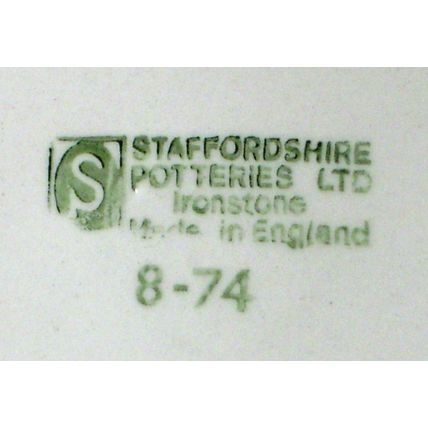 S
STAFFORDSHIRE
POTTERIES LTD
Ironstone
Made in England
8-74